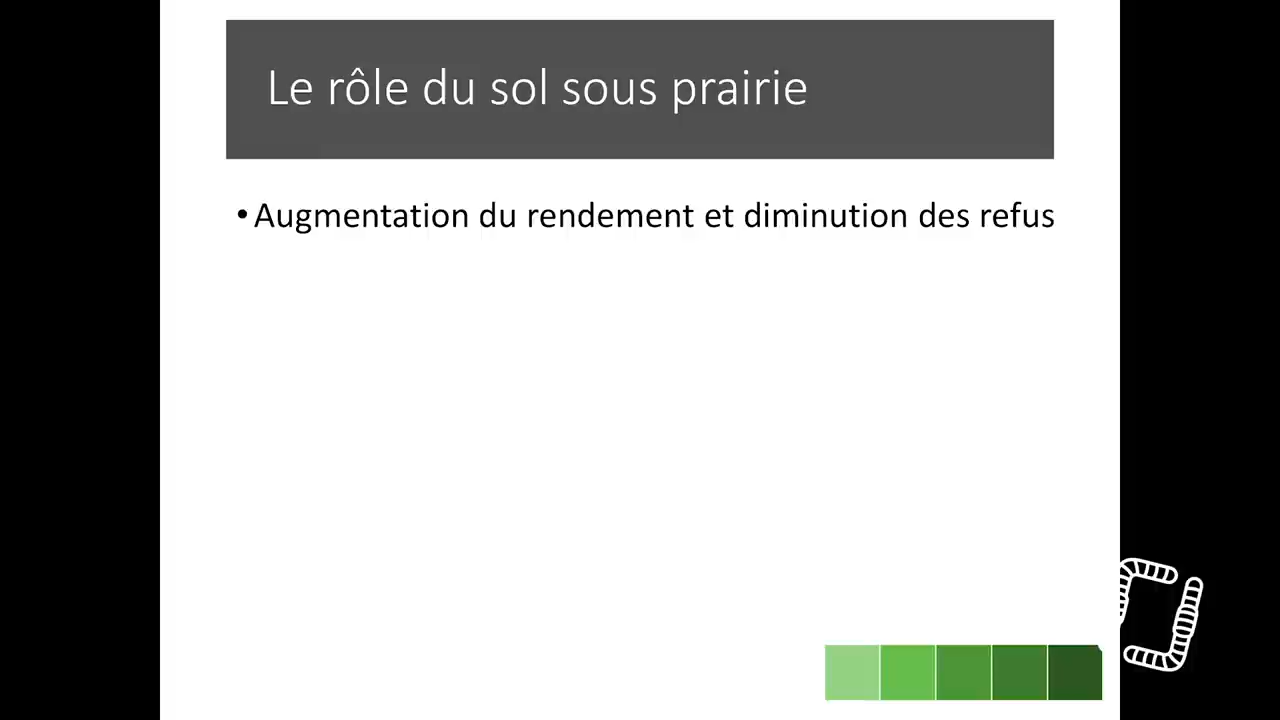 Le rôle du sol sous prairie
• Augmentation du rendement et diminution des refus